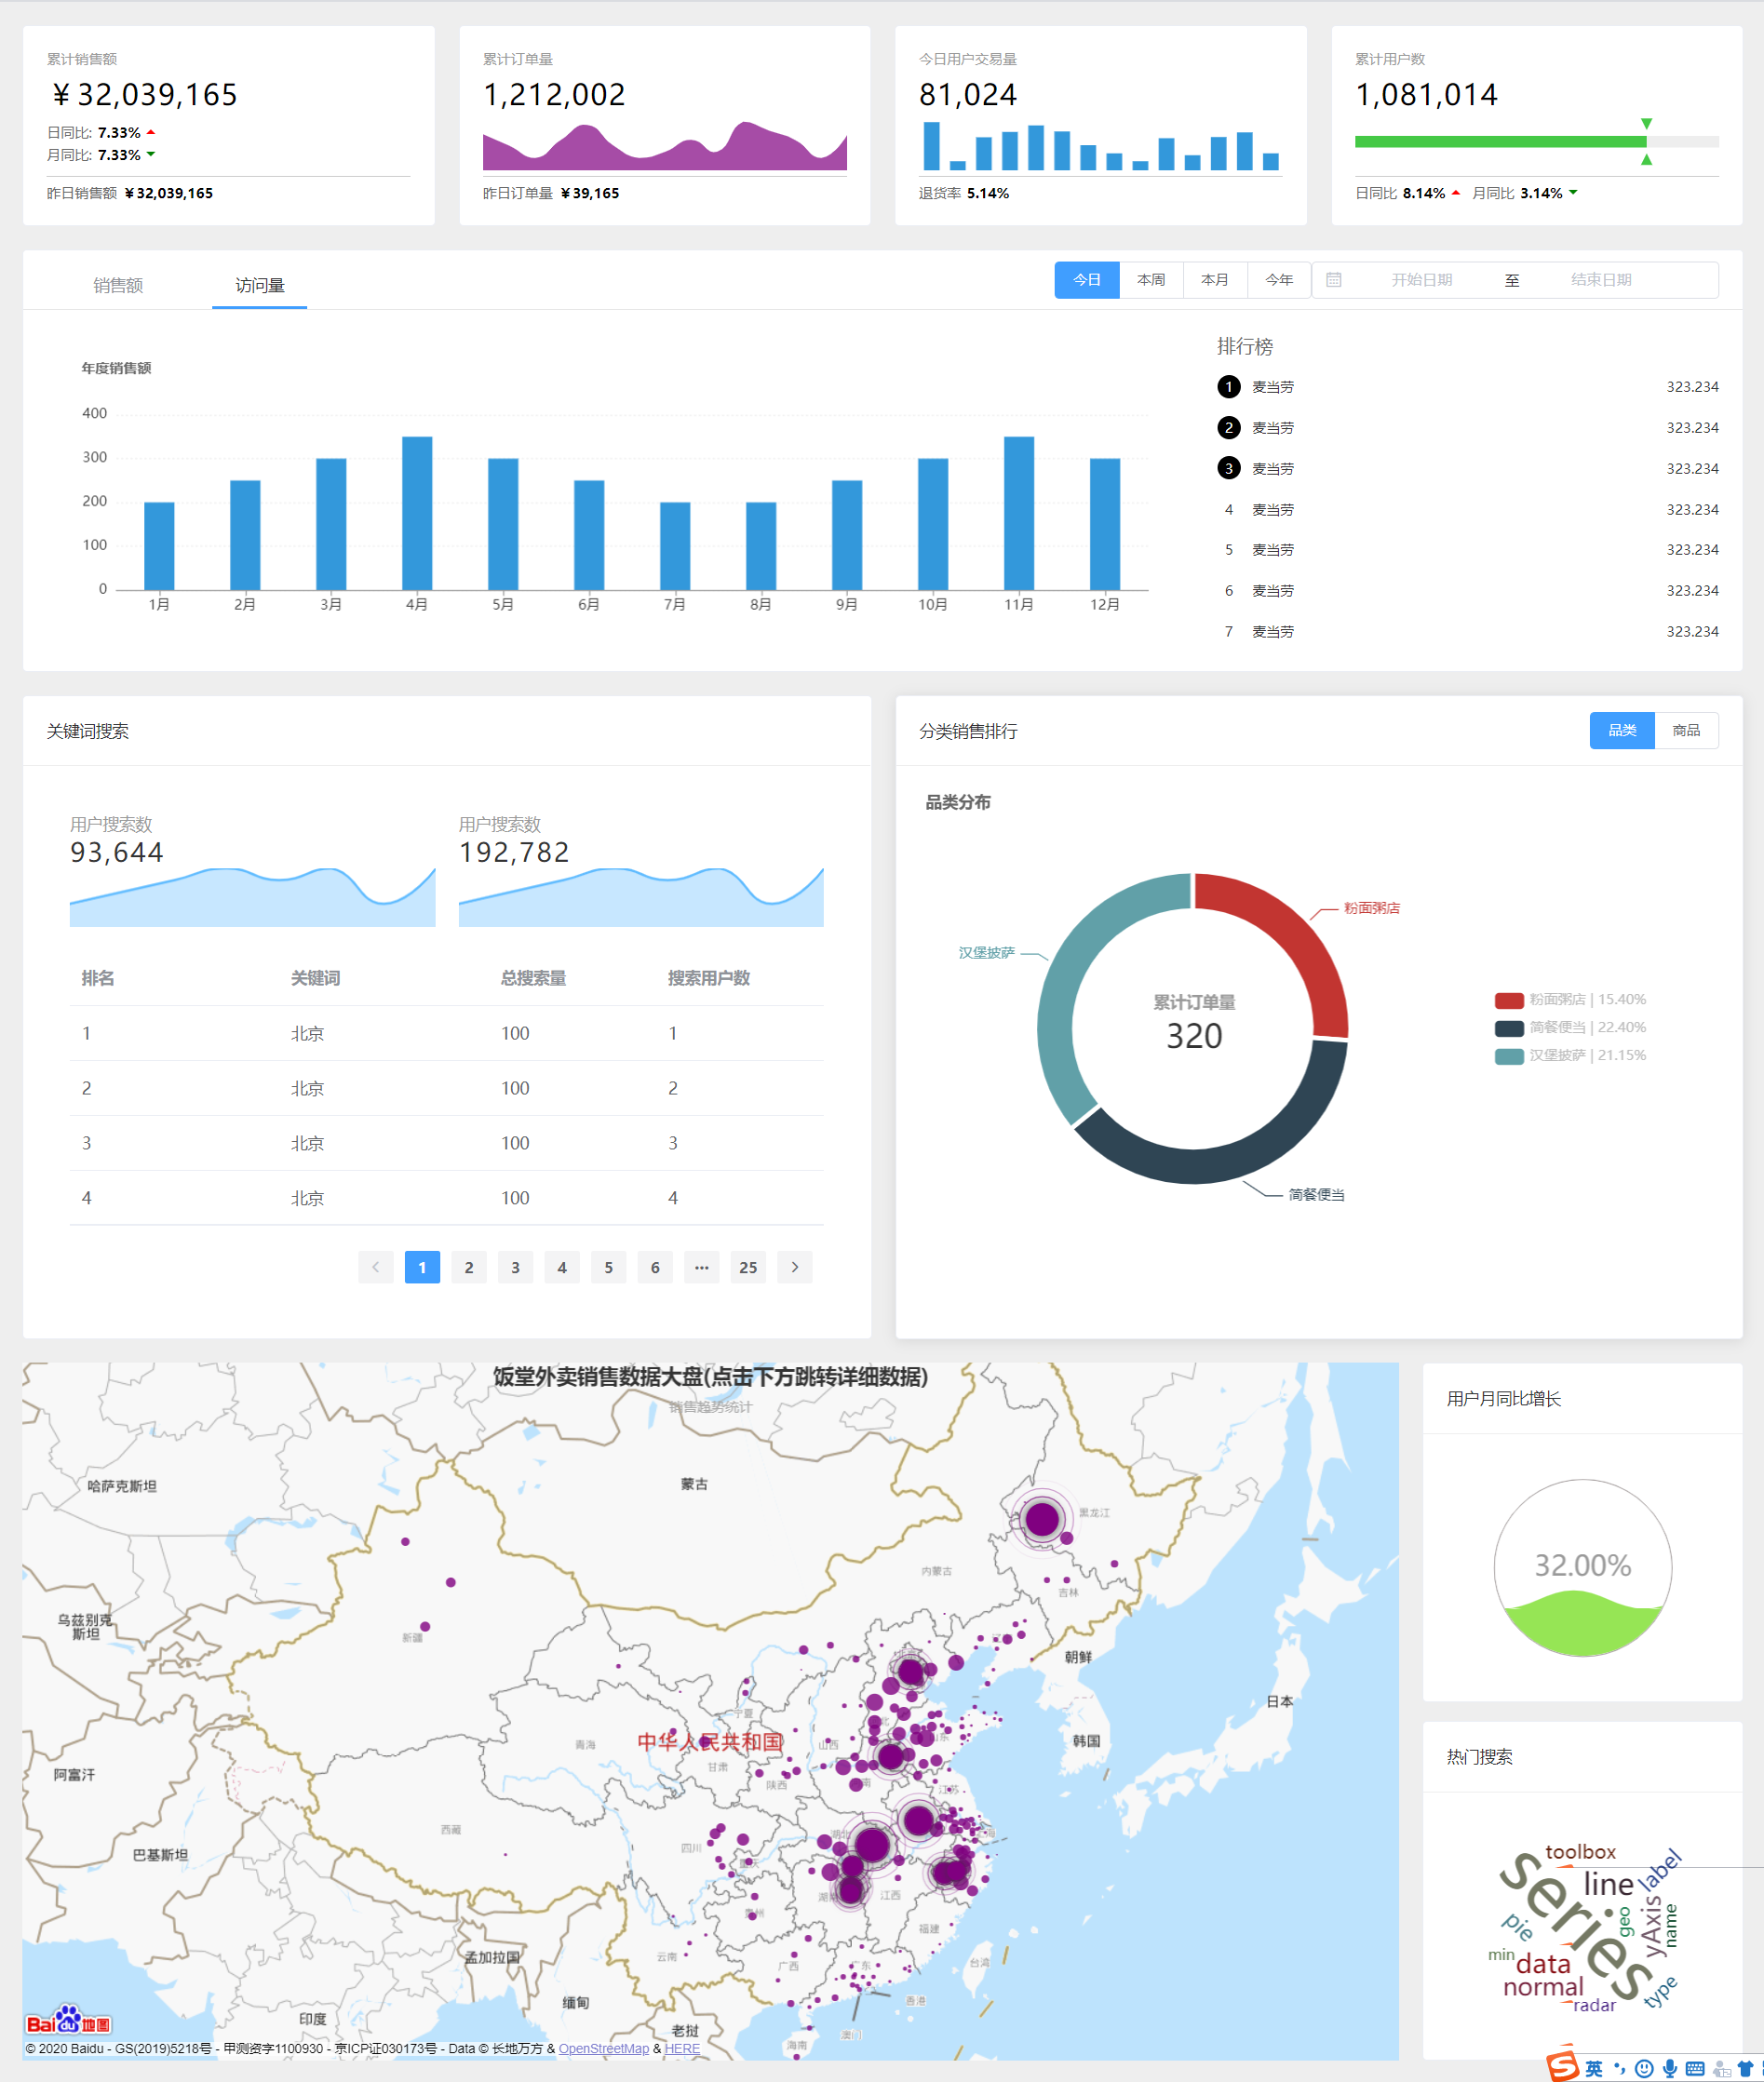 累计销售额
￥32,039,165
日同比: 7.33%
月同比: 7.33%
昨日销售额 ￥32,039,165
累计订单量
1,212,002
昨日订单量 ￥39,165
今日用户交易量
81,024
退货率 5.14%
累计用户数
1,081,014
日同比 8.14% 月同比 3.14%
销售额 访问量
今日 本周 本月 今年 开始日期 至 结束日期
年度销售额
400
300
200
100
0
1月 2月 3月 4月 5月 6月 7月 8月 9月 10月 11月 12月
排行榜
1 麦当劳 323.234
2 麦当劳 323.234
3 麦当劳 323.234
4 麦当劳 323.234
5 麦当劳 323.234
6 麦当劳 323.234
7 麦当劳 323.234
关键词搜索
用户搜索数
93,644
用户搜索数
192,782
排名 关键词 总搜索量 搜索用户数
1 北京 100 1
2 北京 100 2
3 北京 100 3
4 北京 100 4
1 2 3 4 5 6 ··· 25
分类销售排行
品类 商品
品类分布
粉面粥店
汉堡披萨
累计订单量
320
简餐便当
粉面粥店 | 15.40%
简餐便当 | 22.40%
汉堡披萨 | 21.15%
饭堂外卖销售数据大盘(点击下方跳转详细数据)
销售趋势统计
哈萨克斯坦
蒙古
黑龙江
内蒙古
吉林
乌兹别克
斯坦
新疆
朝鲜
日本
宁夏
中华人民共和国
韩国
青海
山西
甘肃
阿富汗
陕西
江苏
西藏
四川
湖北
巴基斯坦
江西
贵州
福建
云南
孟加拉国
广西
台湾
缅甸
香港
印度
老挝
澳门
海南
Bai du 地图
© 2020 Baidu - GS(2019)5218号 - 甲测资字1100930 - 京ICP证030173号 - Data © 长地万方 & OpenStreetMap & HERE
用户月同比增长
32.00%
热门搜索
toolbox
label
line
series
geo
yAxis
name
pie
min
data
normal
type
radar
英